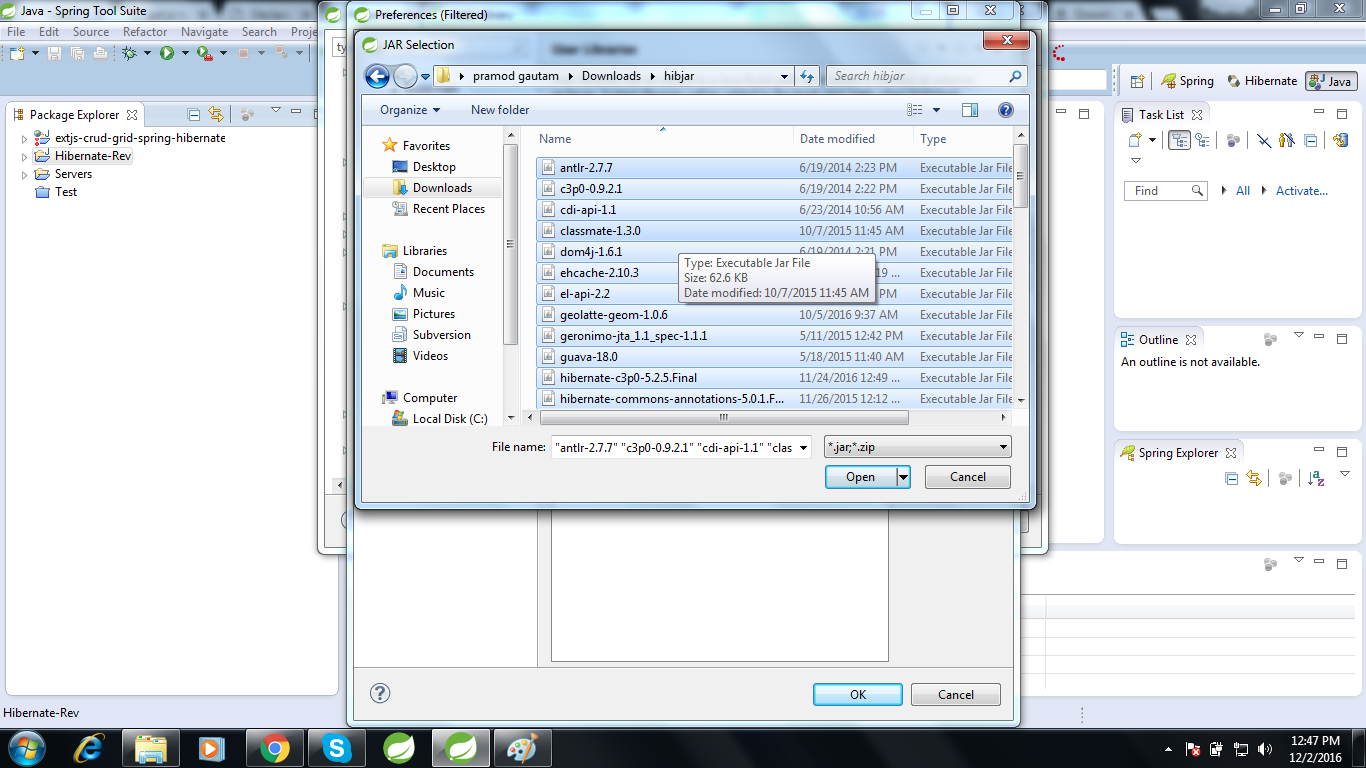 Java - Spring Tool Suite
File Edit Source Refactor Navigate Search Proje
Preferences (Filtered)
JAR Selection
User Libraries
pramod gautam Downloads hibjar
Search hibjar
Organize New folder
Spring Hibernate Java
Package Explorer
extjs-crud-grid-spring-hibernate
Hibernate-Rev
Servers
Test
ty
Favorites
Desktop
Downloads
Recent Places
Libraries
Documents
Music
Pictures
Subversion
Videos
Computer
Local Disk (C:)
Name Date modified Type
antlr-2.7.7 6/19/2014 2:23 PM Executable Jar File
c3p0-0.9.2.1 6/19/2014 2:22 PM Executable Jar File
cdi-api-1.1 6/23/2014 10:56 AM Executable Jar File
classmate-1.3.0 10/7/2015 11:45 AM Executable Jar File
dom4j-1.6.1 6/19/2014 2:21 PM Executable Jar File
ehcache-2.10.3 19 ... Executable Jar File
el-api-2.2 PM Executable Jar File
geolatte-geom-1.0.6 10/5/2016 9:37 AM Executable Jar File
geronimo-jta_1.1_spec-1.1.1 5/11/2015 12:42 PM Executable Jar File
guava-18.0 5/18/2015 11:40 AM Executable Jar File
hibernate-c3p0-5.2.5.Final 11/24/2016 12:49 ... Executable Jar File
hibernate-commons-annotations-5.0.1.F... 11/26/2015 12:12 ... Executable Jar File
Type: Executable Jar File
Size: 62.6 KB
Date modified: 10/7/2015 11:45 AM
File name: "antlr-2.7.7" "c3p0-0.9.2.1" "cdi-api-1.1" "clas
*.jar;*.zip
Open Cancel
OK Cancel
Task List
Find All Activate...
Outline
An outline is not available.
Spring Explorer
Hibernate-Rev
12:47 PM
12/2/2016